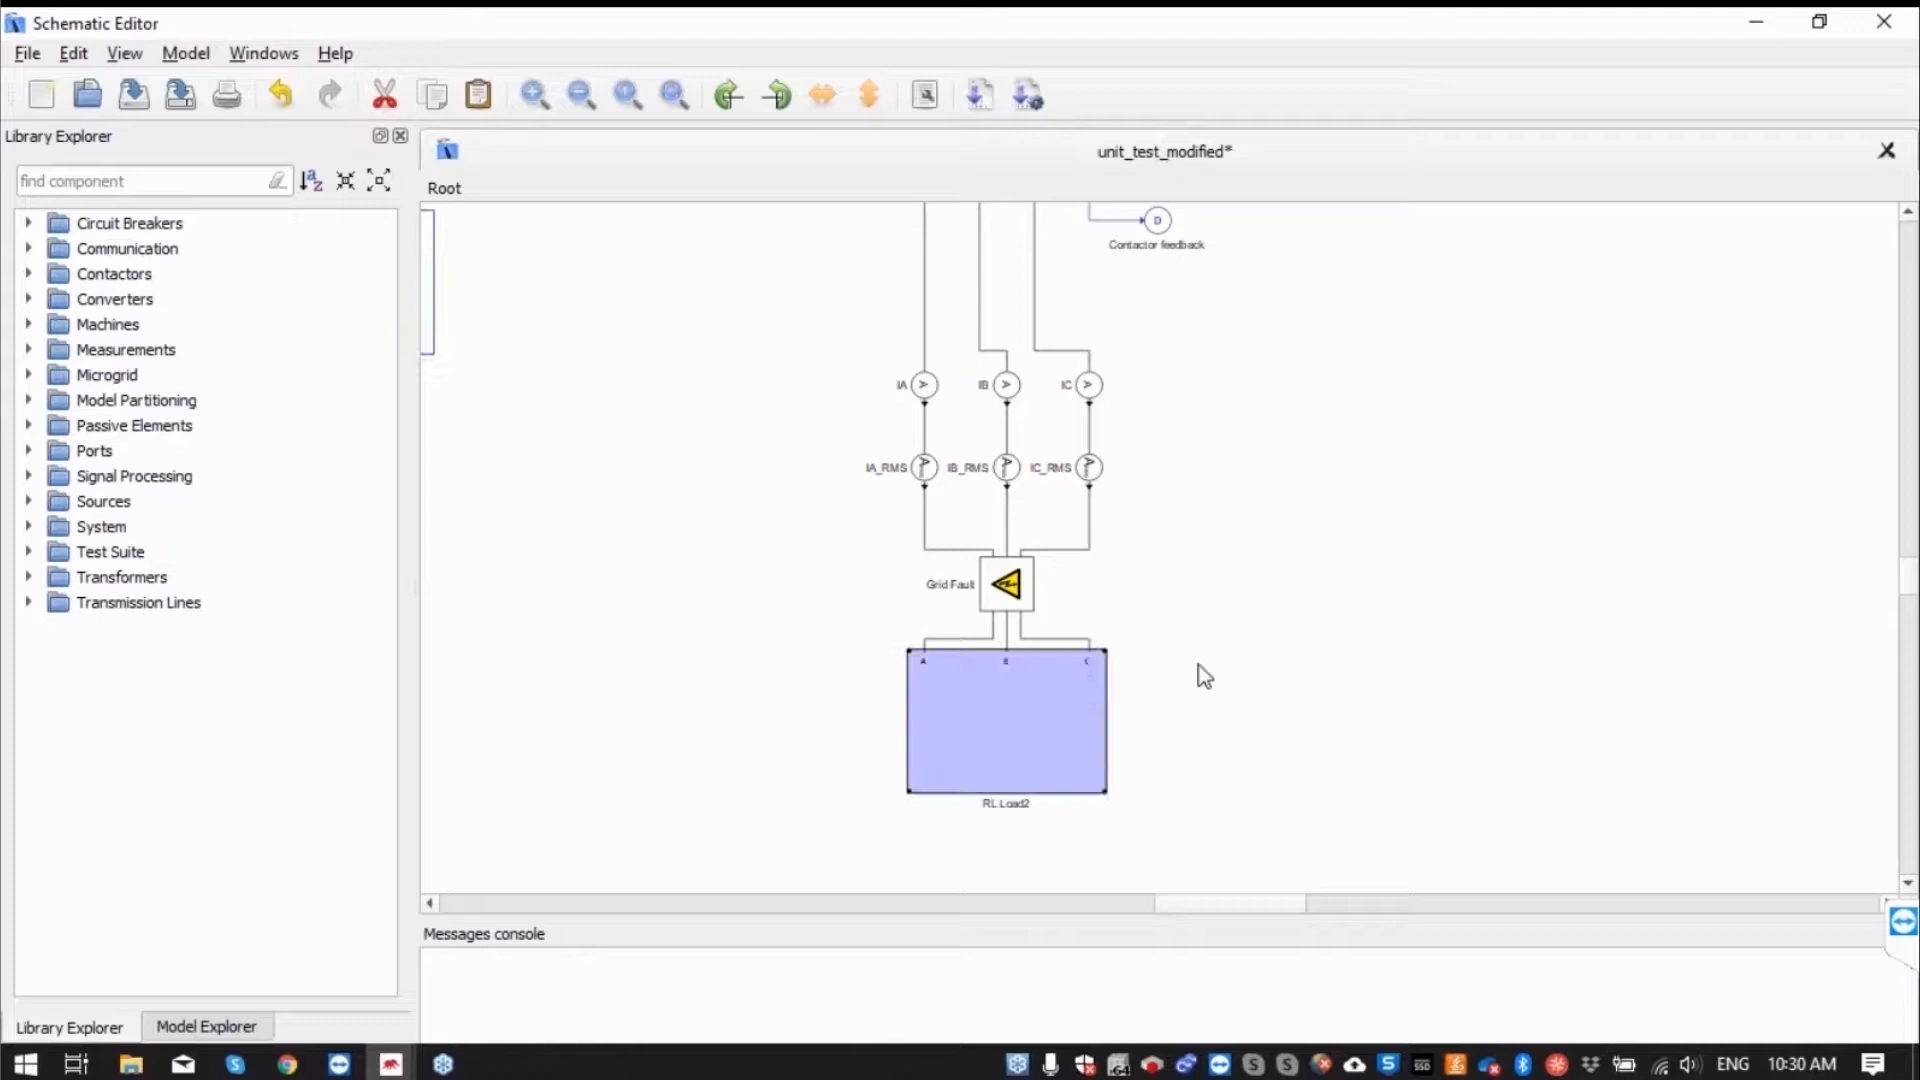 Schematic Editor
File Edit View Model Windows Help
Library Explorer
unit_test_modified*
find component
Root
Circuit Breakers
Communication
Contactors
Converters
Machines
Measurements
Microgrid
Model Partitioning
Passive Elements
Ports
Signal Processing
Sources
System
Test Suite
Transformers
Transmission Lines
D
Contactor feedback
IA
IB
IC
IA_RMS
IB_RMS
IC_RMS
Grid Fault
A
B
C
RL Load2
Messages console
Library Explorer
Model Explorer
ENG 10:30 AM